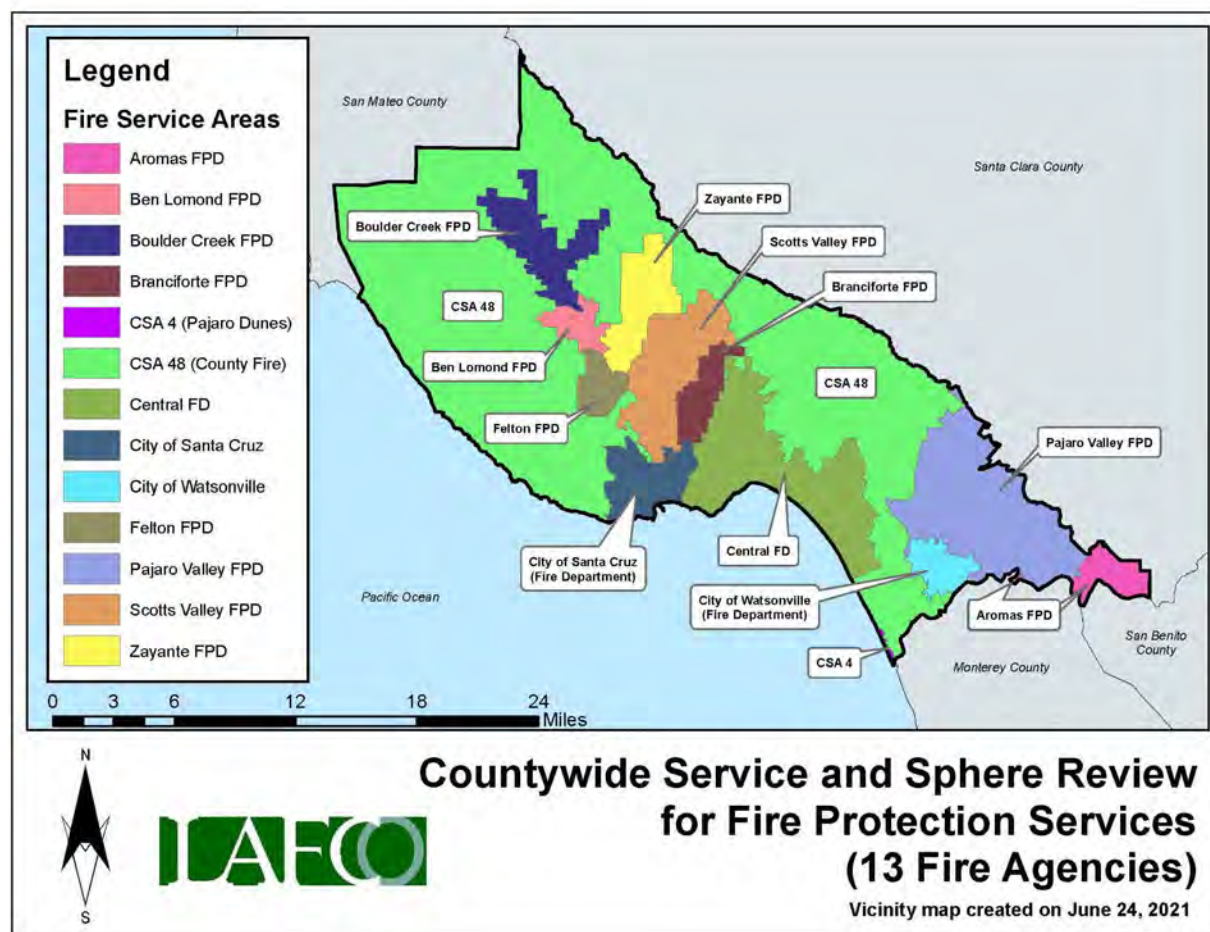 Legend
Fire Service Areas
Aromas FPD
Ben Lomond FPD
Boulder Creek FPD
Branciforte FPD
CSA 4 (Pajaro Dunes)
CSA 48 (County Fire)
Central FD
City of Santa Cruz
City of Watsonville
Felton FPD
Pajaro Valley FPD
Scotts Valley FPD
Zayante FPD
0 3 6 12 18 24
Miles
San Mateo County
Santa Clara County
Zayante FPD
Boulder Creek FPD
Scotts Valley FPD
Branciforte FPD
CSA 48
Ben Lomond FPD
CSA 48
Felton FPD
Pajaro Valley FPD
City of Santa Cruz
(Fire Department)
Central FD
Pacific Ocean
City of Watsonville
(Fire Department)
Aromas FPD
San Benito
County
CSA 4
Monterey County
N
S
LAFCO
Countywide Service and Sphere Review
for Fire Protection Services
(13 Fire Agencies)
Vicinity map created on June 24, 2021